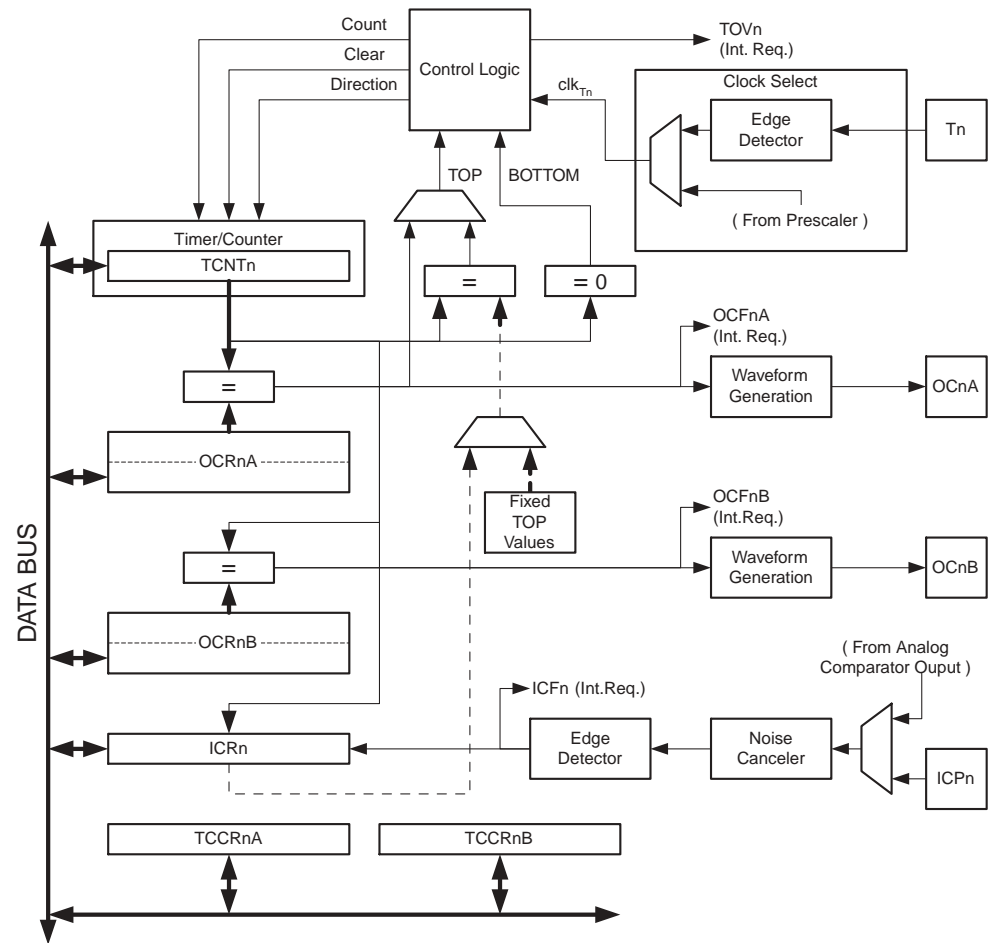 Count
Clear
Direction
Control Logic
TOVn
(Int. Req.)
clkTn
Clock Select
Edge
Detector
Tn
( From Prescaler )
TOP
BOTTOM
Timer/Counter
TCNTn
=
= 0
=
OCFnA
(Int. Req.)
Waveform
Generation
OCnA
OCRnA
Fixed
TOP
Values
OCFnB
(Int.Req.)
=
Waveform
Generation
OCnB
OCRnB
DATA BUS
( From Analog
Comparator Ouput )
ICFn (Int.Req.)
ICRn
Edge
Detector
Noise
Canceler
ICPn
TCCRnA
TCCRnB